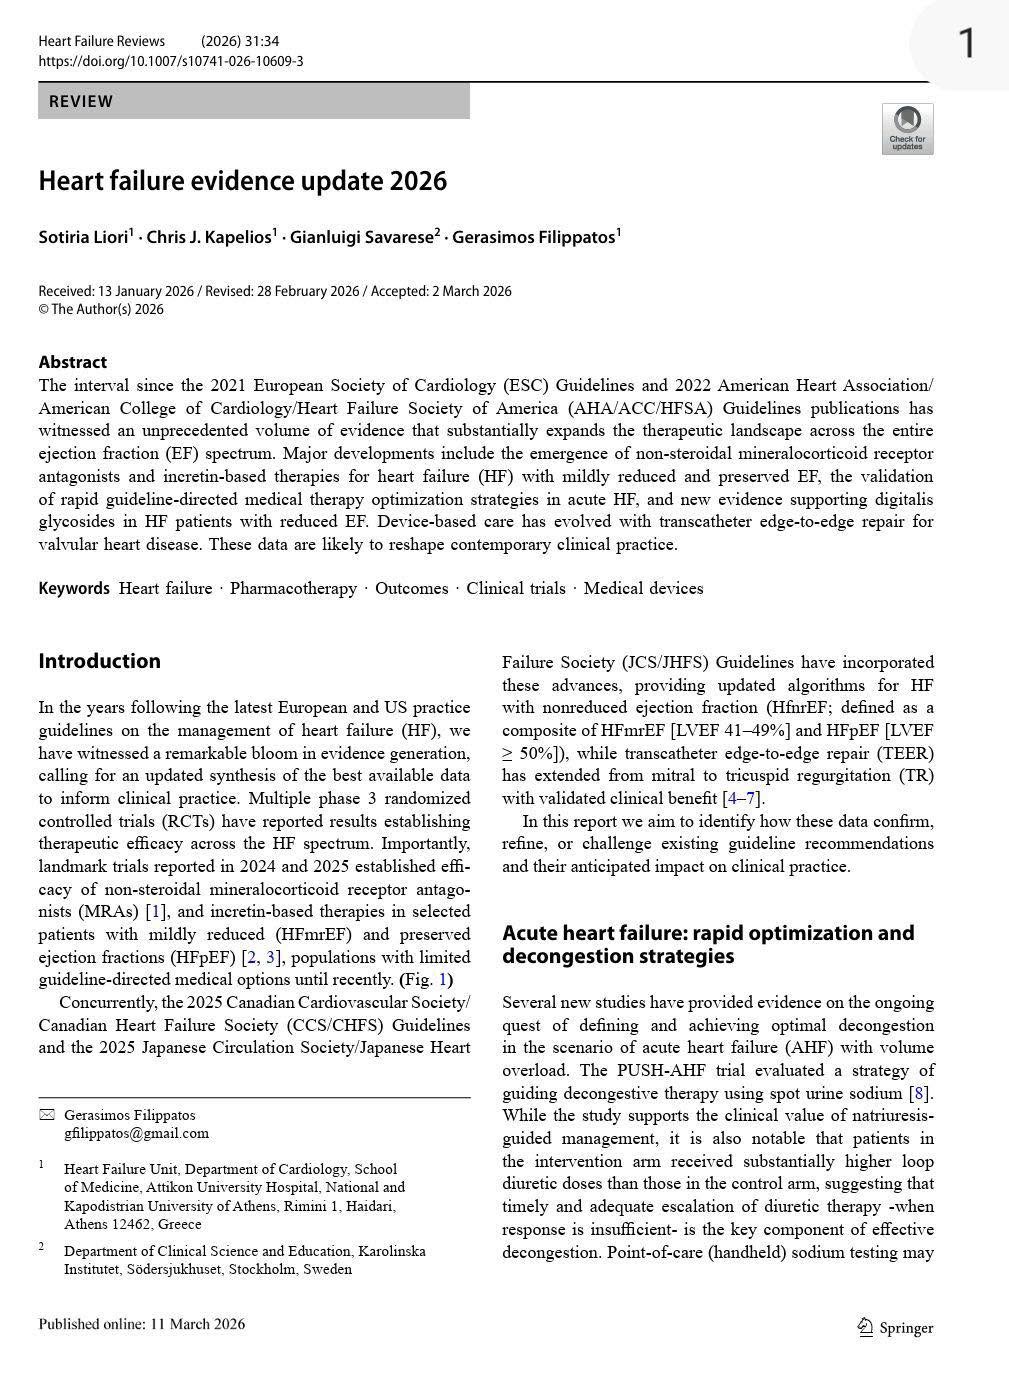 Heart Failure Reviews (2026) 31:34
https://doi.org/10.1007/s10741-026-10609-3
1
REVIEW
Check for
updates
Heart failure evidence update 2026
Sotiria Liori1 · Chris J. Kapelios1 · Gianluigi Savarese2 · Gerasimos Filippatos1
Received: 13 January 2026 / Revised: 28 February 2026 / Accepted: 2 March 2026
© The Author(s) 2026
Abstract
The interval since the 2021 European Society of Cardiology (ESC) Guidelines and 2022 American Heart Association/
American College of Cardiology/Heart Failure Society of America (AHA/ACC/HFSA) Guidelines publications has
witnessed an unprecedented volume of evidence that substantially expands the therapeutic landscape across the entire
ejection fraction (EF) spectrum. Major developments include the emergence of non-steroidal mineralocorticoid receptor
antagonists and incretin-based therapies for heart failure (HF) with mildly reduced and preserved EF, the validation
of rapid guideline-directed medical therapy optimization strategies in acute HF, and new evidence supporting digitalis
glycosides in HF patients with reduced EF. Device-based care has evolved with transcatheter edge-to-edge repair for
valvular heart disease. These data are likely to reshape contemporary clinical practice.
Keywords Heart failure · Pharmacotherapy · Outcomes · Clinical trials · Medical devices
Introduction
In the years following the latest European and US practice
guidelines on the management of heart failure (HF), we
have witnessed a remarkable bloom in evidence generation,
calling for an updated synthesis of the best available data
to inform clinical practice. Multiple phase 3 randomized
controlled trials (RCTs) have reported results establishing
therapeutic efficacy across the HF spectrum. Importantly,
landmark trials reported in 2024 and 2025 established effi-
cacy of non-steroidal mineralocorticoid receptor antago-
nists (MRAs) [1], and incretin-based therapies in selected
patients with mildly reduced (HFmrEF) and preserved
ejection fractions (HFpEF) [2, 3], populations with limited
guideline-directed medical options until recently. (Fig. 1)
Concurrently, the 2025 Canadian Cardiovascular Society/
Canadian Heart Failure Society (CCS/CHFS) Guidelines
and the 2025 Japanese Circulation Society/Japanese Heart
Failure Society (JCS/JHFS) Guidelines have incorporated
these advances, providing updated algorithms for HF
with nonreduced ejection fraction (HfnrEF; defined as a
composite of HFmrEF [LVEF 41–49%] and HFpEF [LVEF
≥ 50%]), while transcatheter edge-to-edge repair (TEER)
has extended from mitral to tricuspid regurgitation (TR)
with validated clinical benefit [4–7].
In this report we aim to identify how these data confirm,
refine, or challenge existing guideline recommendations
and their anticipated impact on clinical practice.
Acute heart failure: rapid optimization and
decongestion strategies
Several new studies have provided evidence on the ongoing
quest of defining and achieving optimal decongestion
in the scenario of acute heart failure (AHF) with volume
overload. The PUSH-AHF trial evaluated a strategy of
guiding decongestive therapy using spot urine sodium [8].
While the study supports the clinical value of natriuresis-
guided management, it is also notable that patients in
the intervention arm received substantially higher loop
diuretic doses than those in the control arm, suggesting that
timely and adequate escalation of diuretic therapy -when
response is insufficient- is the key component of effective
decongestion. Point-of-care (handheld) sodium testing may
Gerasimos Filippatos
gfilippatos@gmail.com
1 Heart Failure Unit, Department of Cardiology, School
of Medicine, Attikon University Hospital, National and
Kapodistrian University of Athens, Rimini 1, Haidari,
Athens 12462, Greece
2 Department of Clinical Science and Education, Karolinska
Institutet, Södersjukhuset, Stockholm, Sweden
Published online: 11 March 2026
Springer